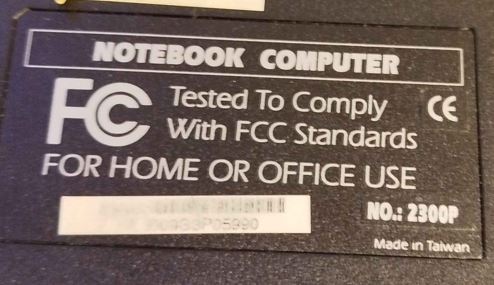 NOTEBOOK COMPUTER
FC Tested To Comply CE
With FCC Standards
FOR HOME OR OFFICE USE
NO.: 2300P
Made in Taiwan